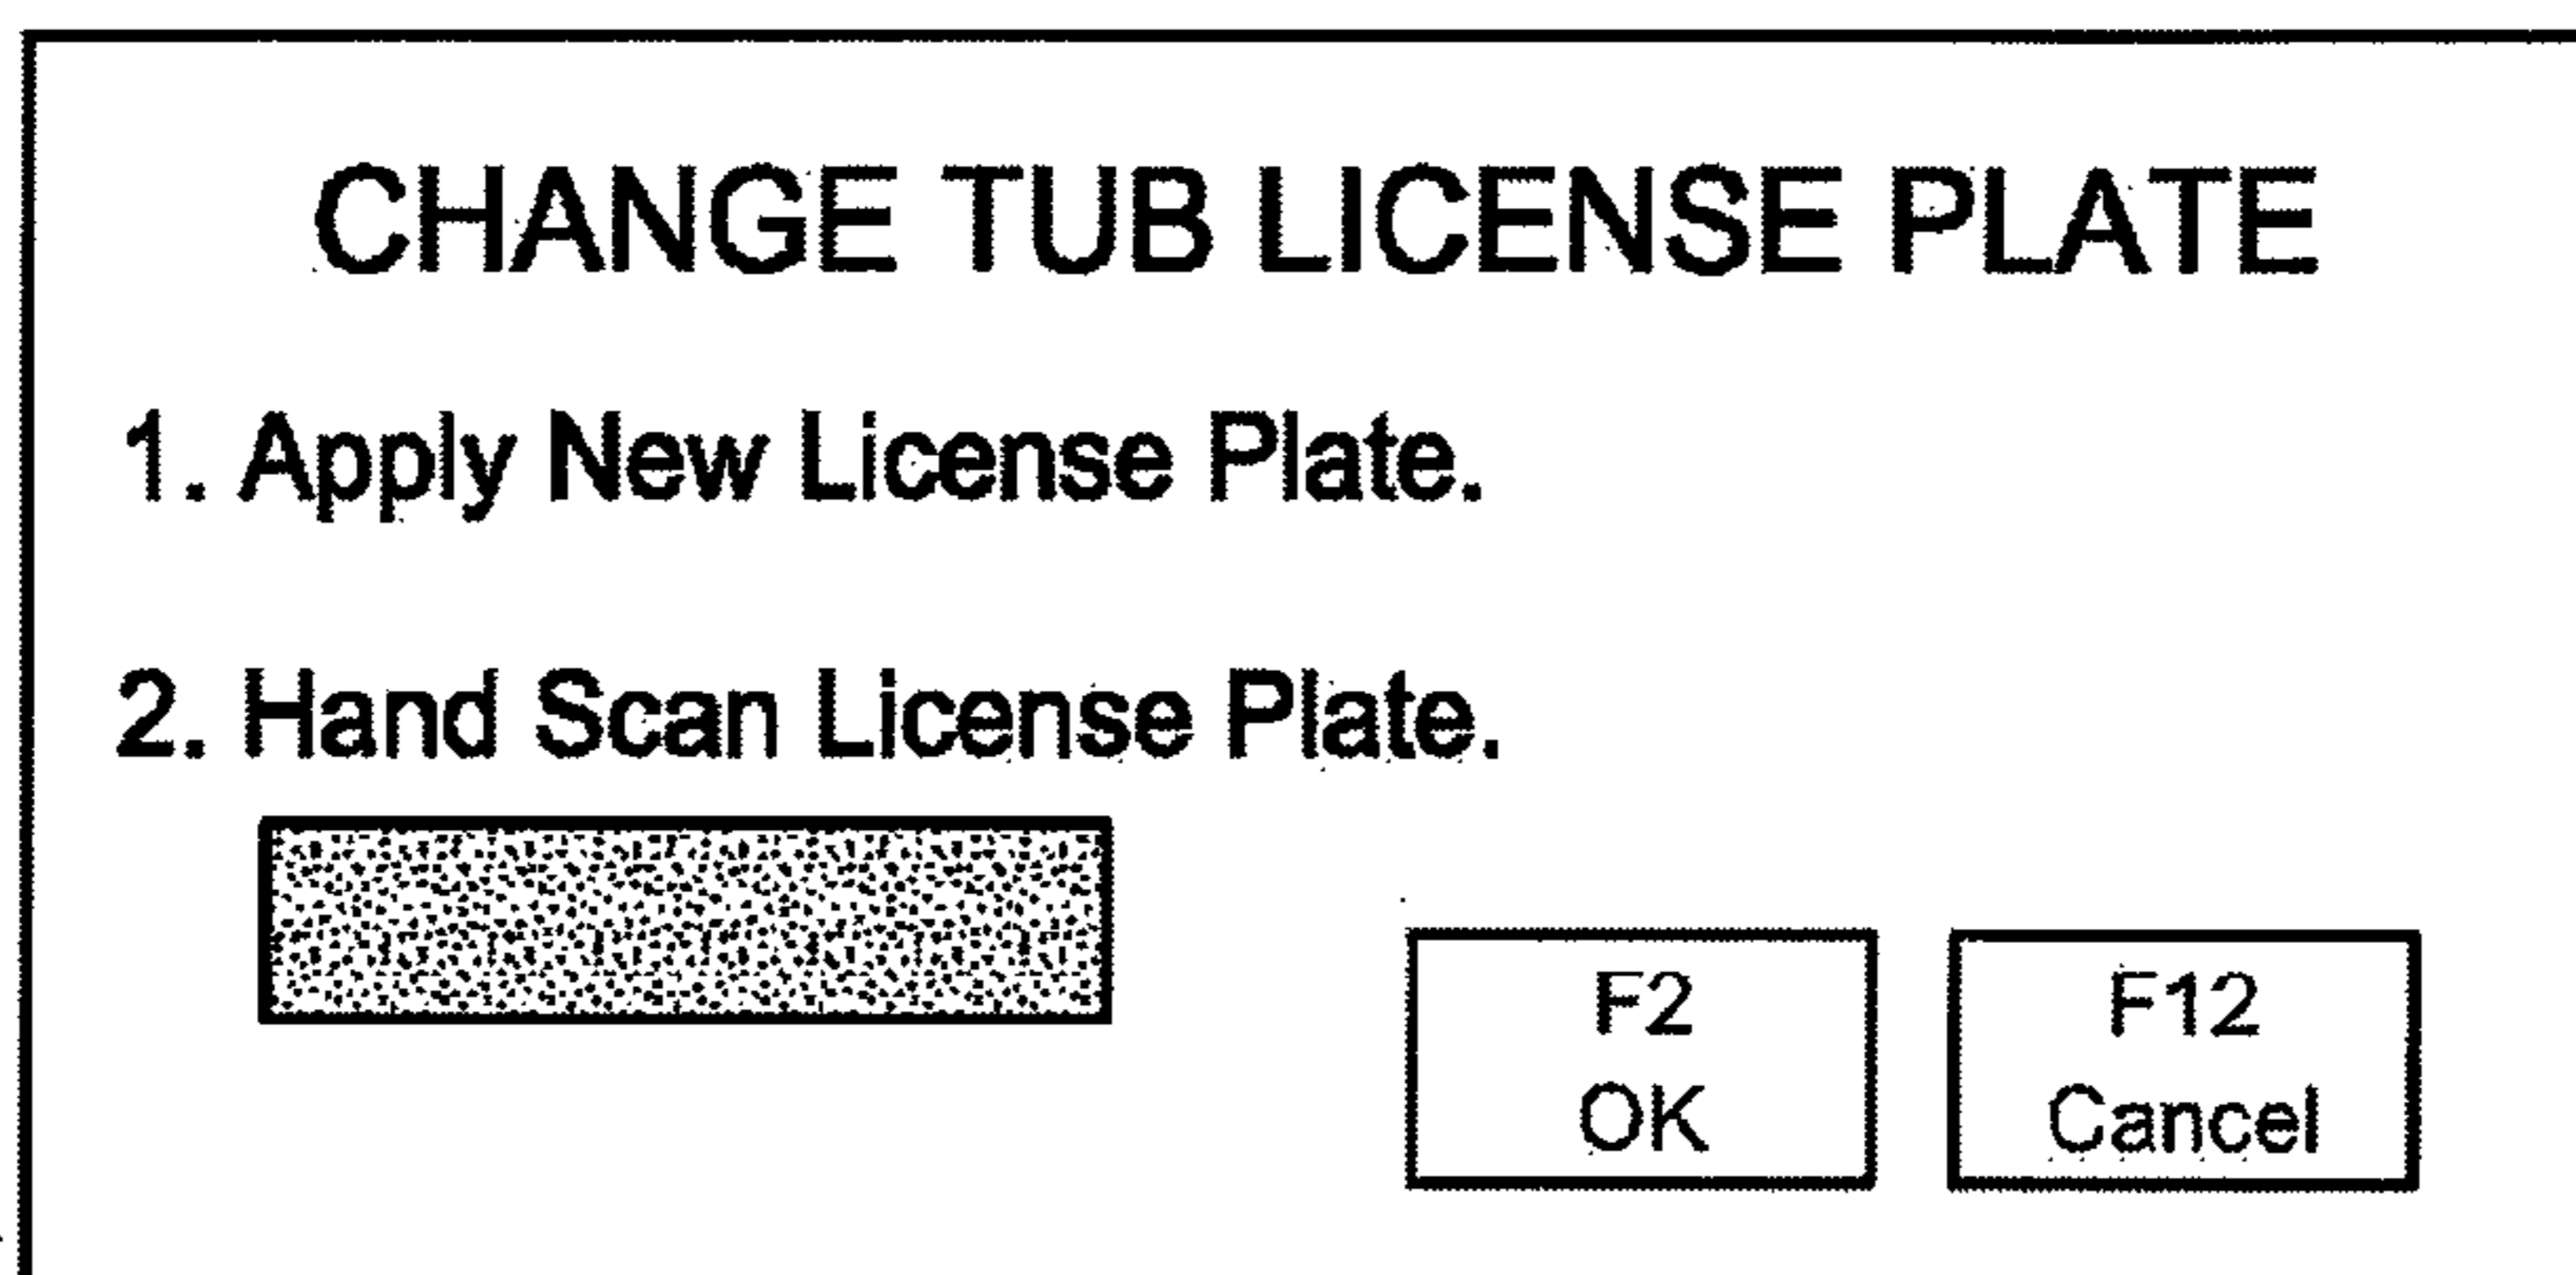 CHANGE TUB LICENSE PLATE
1. Apply New License Plate.
2. Hand Scan License Plate.
F2
OK
F12
Cancel